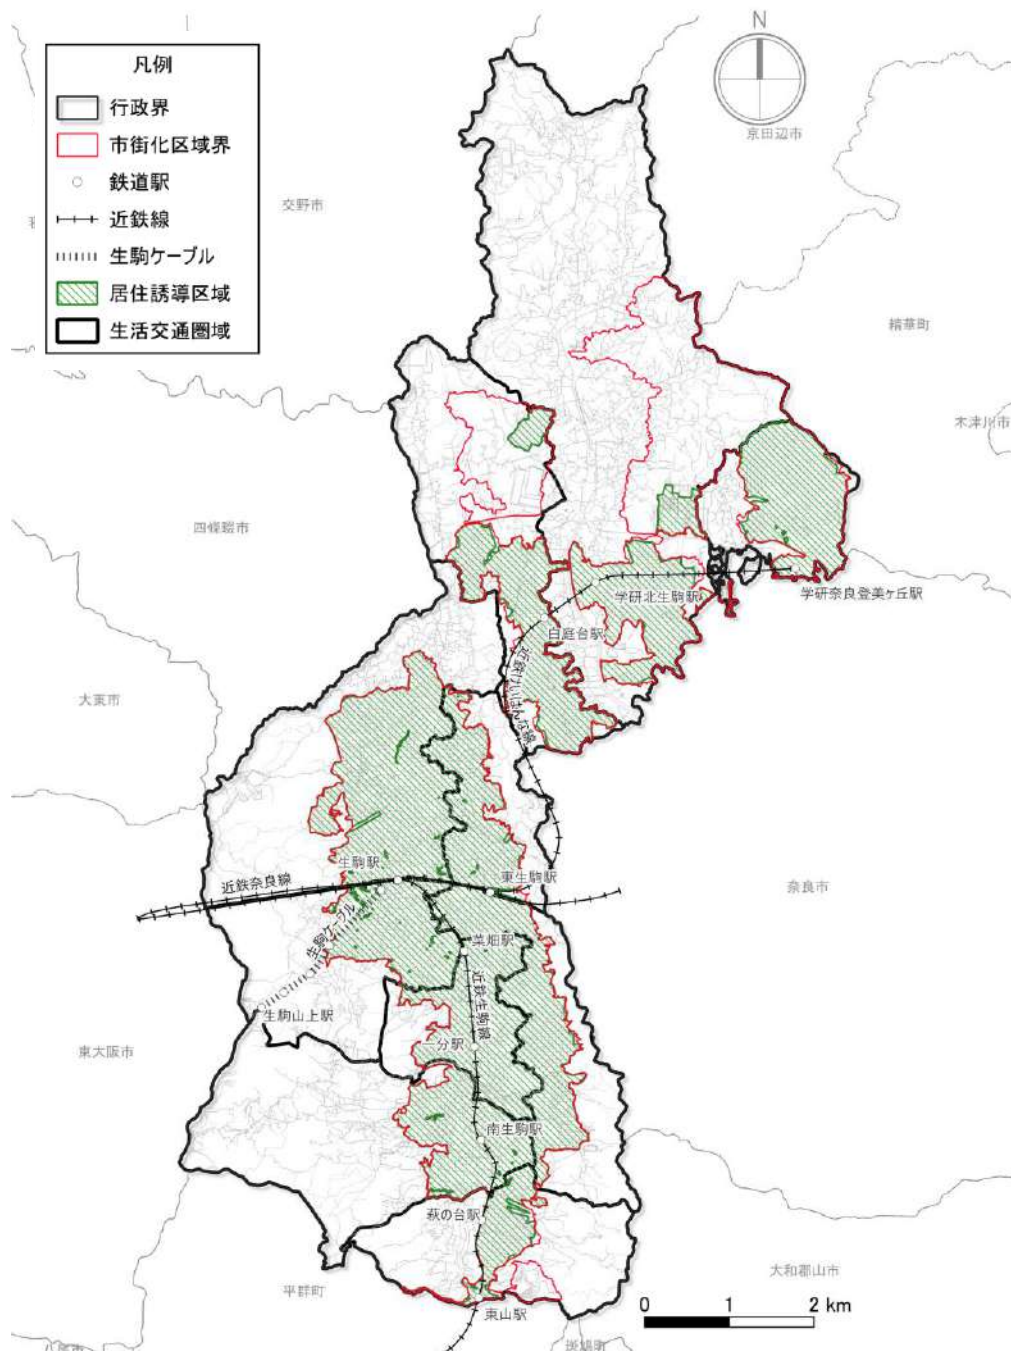 凡例
行政界
市街化区域界
鉄道駅
近鉄線
生駒ケーブル
居住誘導区域
生活交通圏域
N
京田辺市
交野市
精華町
木津川市
四條畷市
学研北生駒駅
学研奈良登美ヶ丘駅
白庭台駅
近鉄けいはんな線
大東市
生駒駅
近鉄奈良線
東生駒駅
奈良市
生駒ケーブル
菜畑駅
近鉄生駒線
生駒山上駅
一分駅
東大阪市
南生駒駅
萩の台駅
大和郡山市
平群町
東山駅
0 1 2 km
斑鳩町